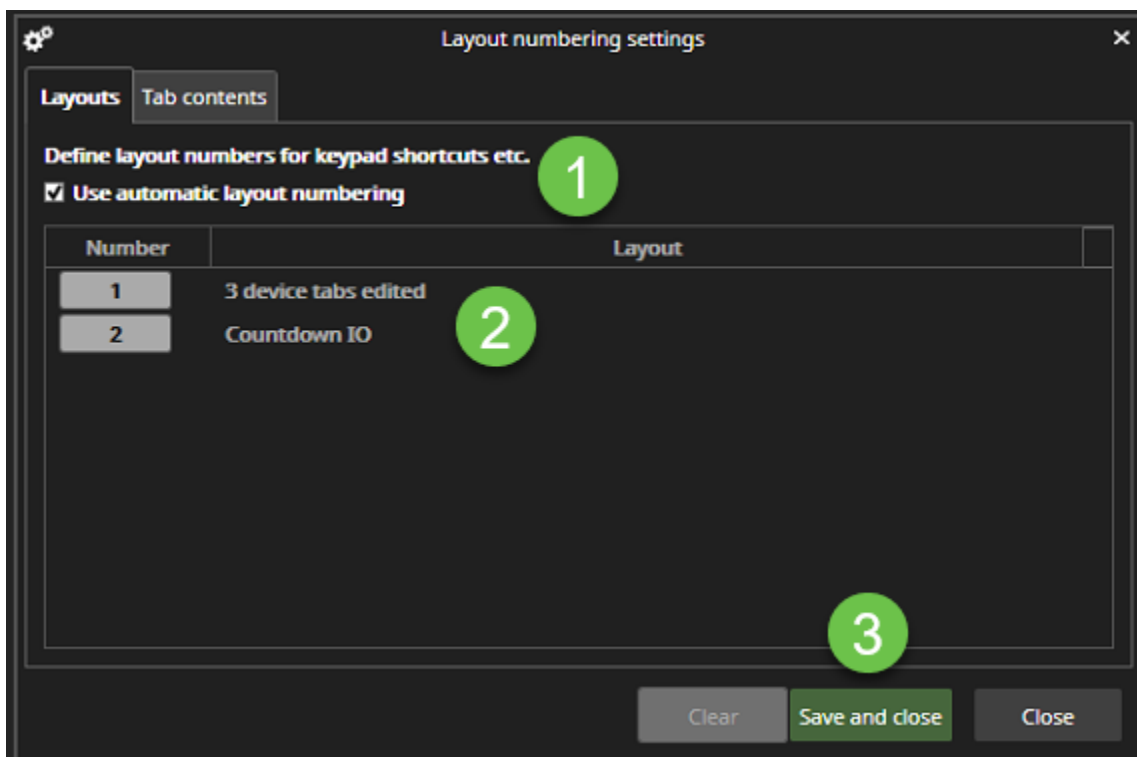 Layout numbering settings
Layouts Tab contents
Define layout numbers for keypad shortcuts etc.
1
Use automatic layout numbering
Number Layout
1 3 device tabs edited
2 Countdown IO
2
3
Clear Save and close Close